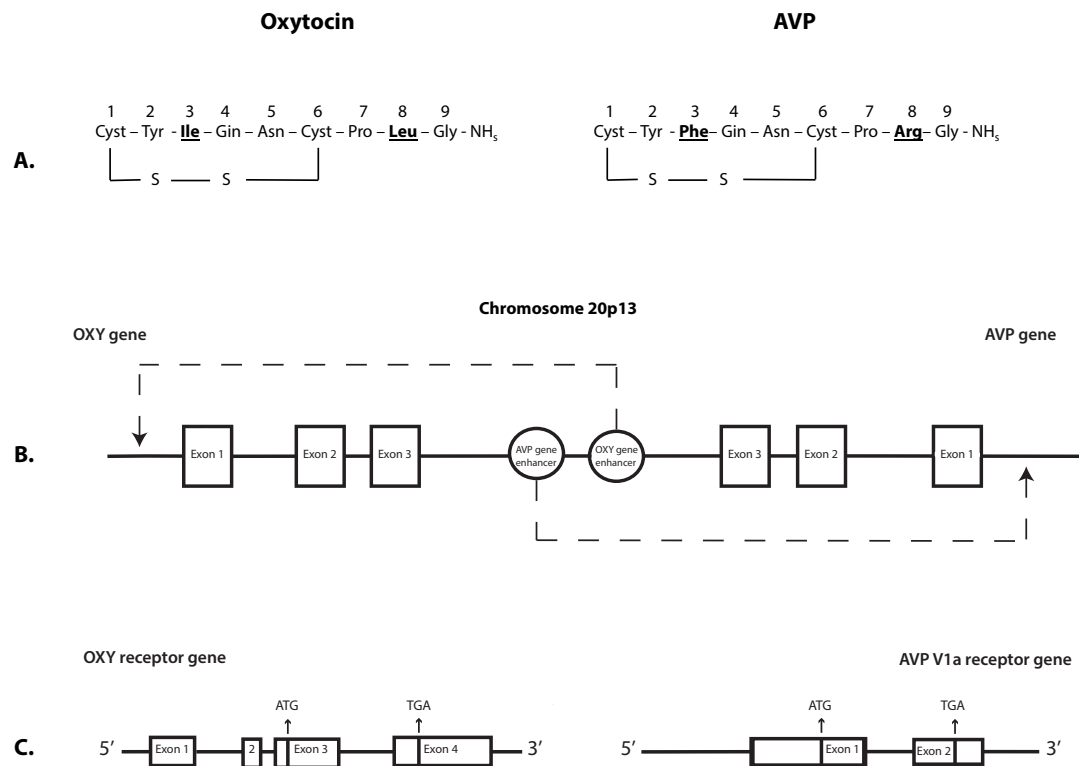 Oxytocin AVP
1 2 3 4 5 6 7 8 9 1 2 3 4 5 6 7 8 9
Cyst – Tyr - Ile – Gin – Asn – Cyst – Pro – Leu – Gly - NHs Cyst – Tyr - Phe – Gin – Asn – Cyst – Pro – Arg – Gly - NHs
A.
S S S S
Chromosome 20p13
OXY gene AVP gene
B.
Exon 1 Exon 2 Exon 3 AVP gene enhancer OXY gene enhancer Exon 3 Exon 2 Exon 1
OXY receptor gene AVP V1a receptor gene
ATG TGA ATG TGA
C. 5′ Exon 1 2 Exon 3 Exon 4 3′ 5′ Exon 1 Exon 2 3′